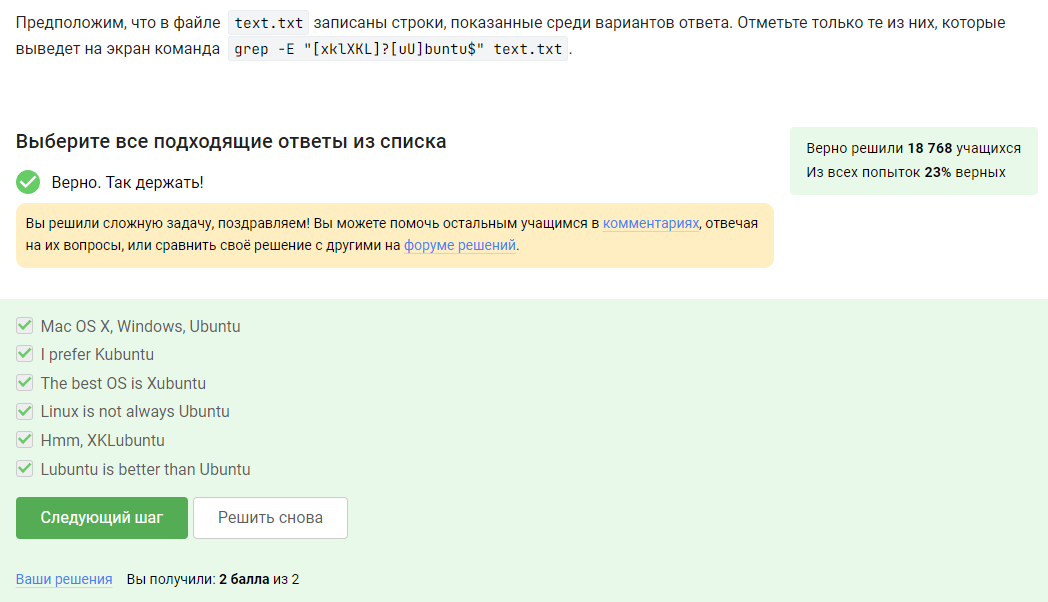 Предположим, что в файле text.txt записаны строки, показанные среди вариантов ответа. Отметьте только те из них, которые
выведет на экран команда grep -E "[xklXKL]?[uU]buntu$" text.txt.
Выберите все подходящие ответы из списка
Верно. Так держать!
Вы решили сложную задачу, поздравляем! Вы можете помочь остальным учащимся в комментариях, отвечая
на их вопросы, или сравнить своё решение с другими на форуме решений.
Верно решили 18 768 учащихся
Из всех попыток 23% верных
Mac OS X, Windows, Ubuntu
I prefer Kubuntu
The best OS is Xubuntu
Linux is not always Ubuntu
Hmm, XKLubuntu
Lubuntu is better than Ubuntu
Следующий шаг
Решить снова
Ваши решения Вы получили: 2 балла из 2